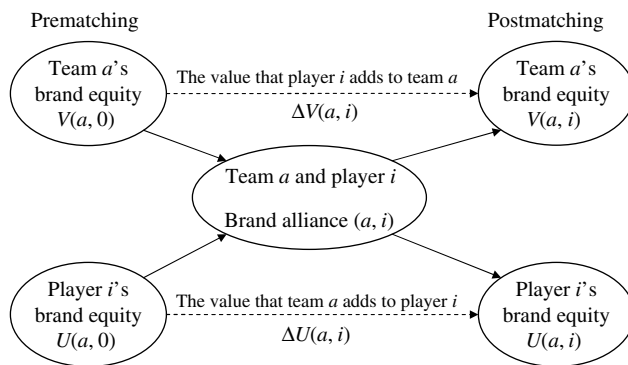 Prematching
Postmatching
Team a's
brand equity
V(a, 0)
The value that player i adds to team a
ΔV(a, i)
Team a's
brand equity
V(a, i)
Team a and player i
Brand alliance (a, i)
Player i's
brand equity
U(a, 0)
The value that team a adds to player i
ΔU(a, i)
Player i's
brand equity
U(a, i)